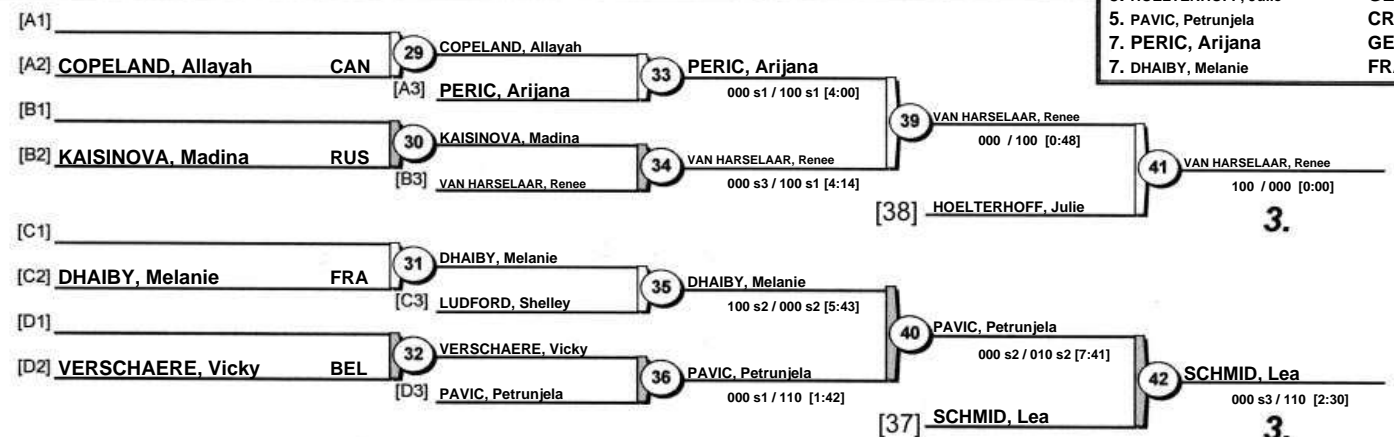 5. PAVIC, Petrunjela
7. PERIC, Arijana
7. DHAIBY, Melanie
[A1]
[A2] COPELAND, Allayah CAN
29
COPELAND, Allayah
[A3] PERIC, Arijana
33
PERIC, Arijana
000 s1 / 100 s1 [4:00]
[B1]
[B2] KAISINOVA, Madina RUS
30
KAISINOVA, Madina
[B3] VAN HARSELAAR, Renee
34
VAN HARSELAAR, Renee
000 s3 / 100 s1 [4:14]
39
VAN HARSELAAR, Renee
000 / 100 [0:48]
[38] HOELTERHOFF, Julie
41
VAN HARSELAAR, Renee
100 / 000 [0:00]
3.
[C1]
[C2] DHAIBY, Melanie FRA
31
DHAIBY, Melanie
[C3] LUDFORD, Shelley
35
DHAIBY, Melanie
100 s2 / 000 s2 [5:43]
[D1]
[D2] VERSCHAERE, Vicky BEL
32
VERSCHAERE, Vicky
[D3] PAVIC, Petrunjela
36
PAVIC, Petrunjela
000 s1 / 110 [1:42]
40
PAVIC, Petrunjela
000 s2 / 010 s2 [7:41]
[37] SCHMID, Lea
42
SCHMID, Lea
000 s3 / 110 [2:30]
3.